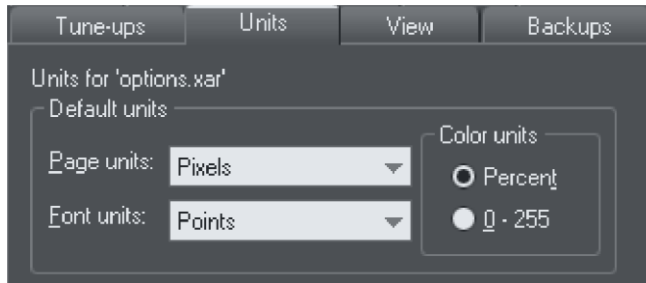 Tune-ups Units View Backups
Units for 'options.xar'
Default units
Color units
Page units: Pixels
Percent
Font units: Points
0 - 255